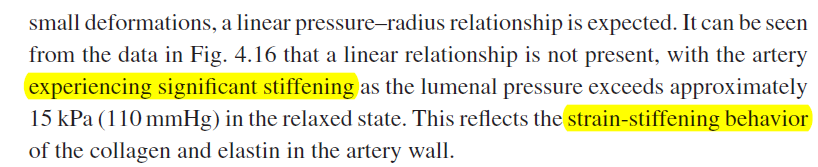 small deformations, a linear pressure–radius relationship is expected. It can be seen
from the data in Fig. 4.16 that a linear relationship is not present, with the artery
experiencing significant stiffening as the lumenal pressure exceeds approximately
15 kPa (110 mmHg) in the relaxed state. This reflects the strain-stiffening behavior
of the collagen and elastin in the artery wall.